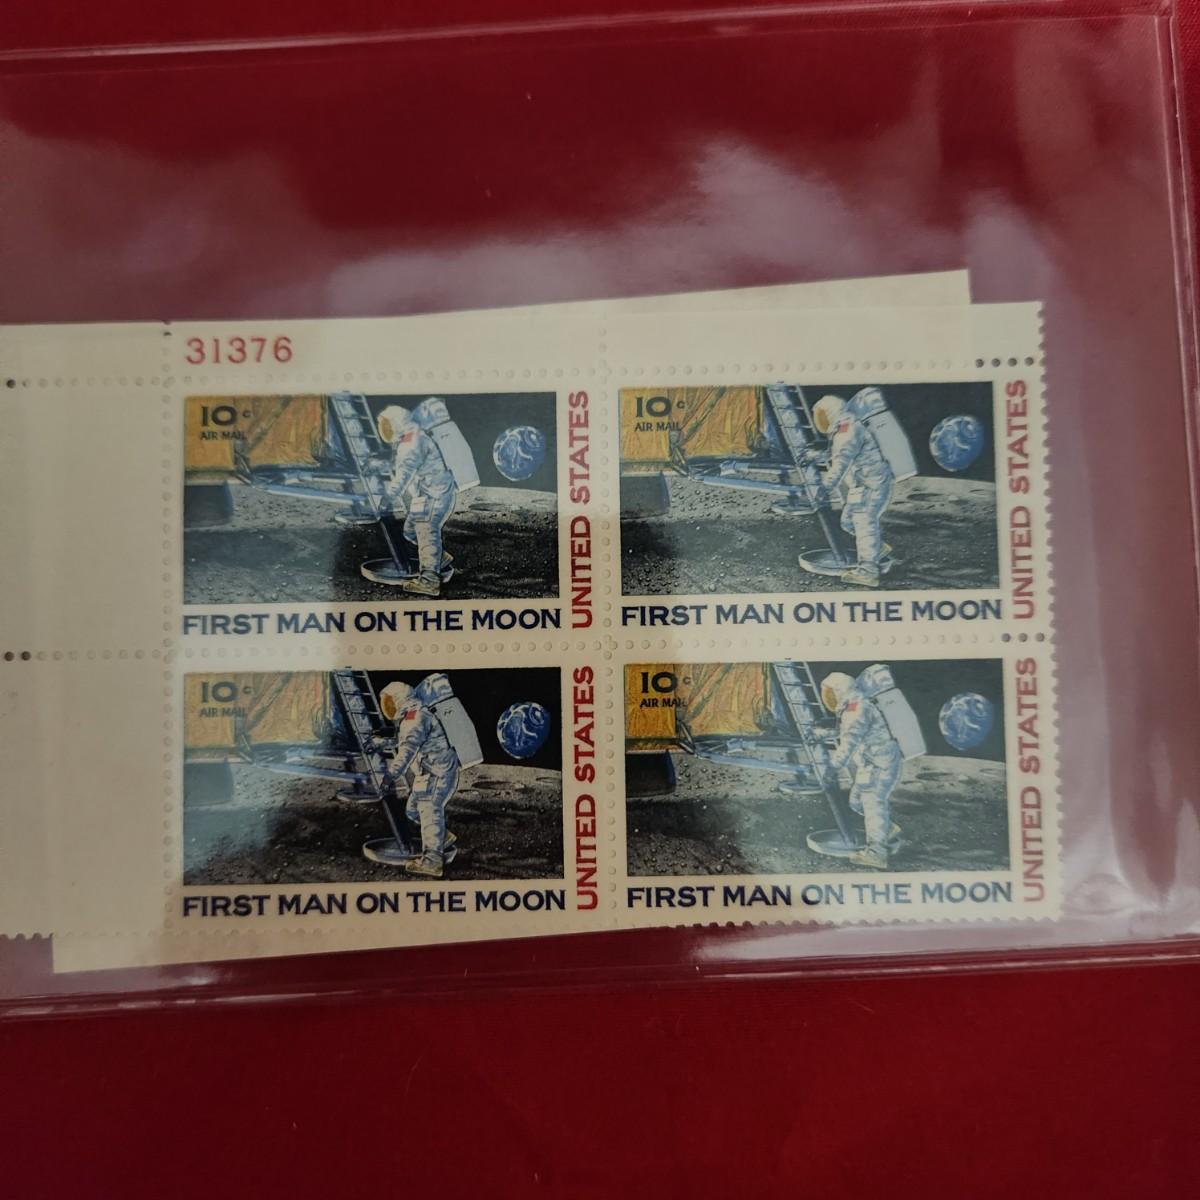 31376
10c
AIR MAIL
UNITED STATES
FIRST MAN ON THE MOON
10c
AIR MAIL
UNITED STATES
FIRST MAN ON THE MOON
10c
AIR MAIL
UNITED STATES
FIRST MAN ON THE MOON
10c
AIR MAIL
UNITED STATES
FIRST MAN ON THE MOON